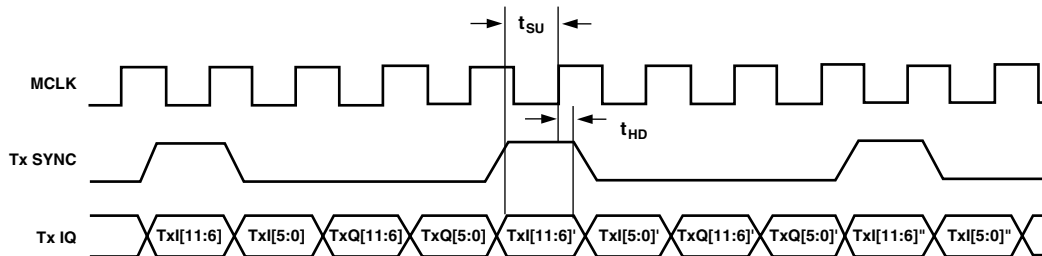 tSU
MCLK
tHD
Tx SYNC
Tx IQ
TxI[11:6] TxI[5:0] TxQ[11:6] TxQ[5:0] TxI[11:6]' TxI[5:0]' TxQ[11:6]' TxQ[5:0]' TxI[11:6]" TxI[5:0]"